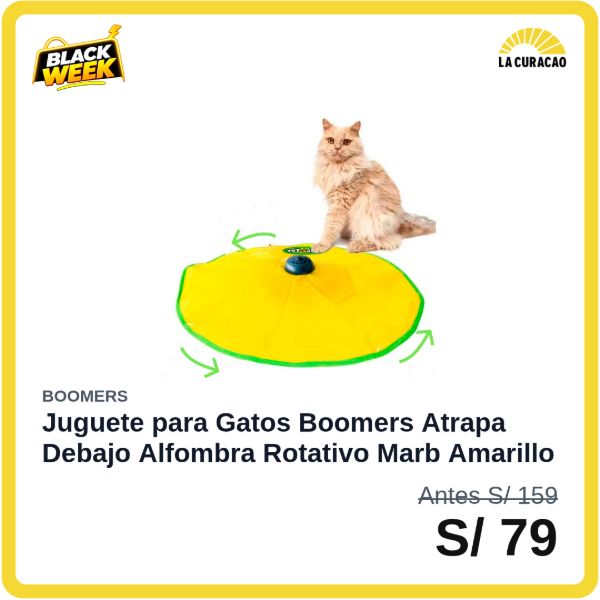 BLACK
WEEK
LA CURACAO
BOOMERS
Juguete para Gatos Boomers Atrapa
Debajo Alfombra Rotativo Marb Amarillo
Antes S/ 159
S/ 79